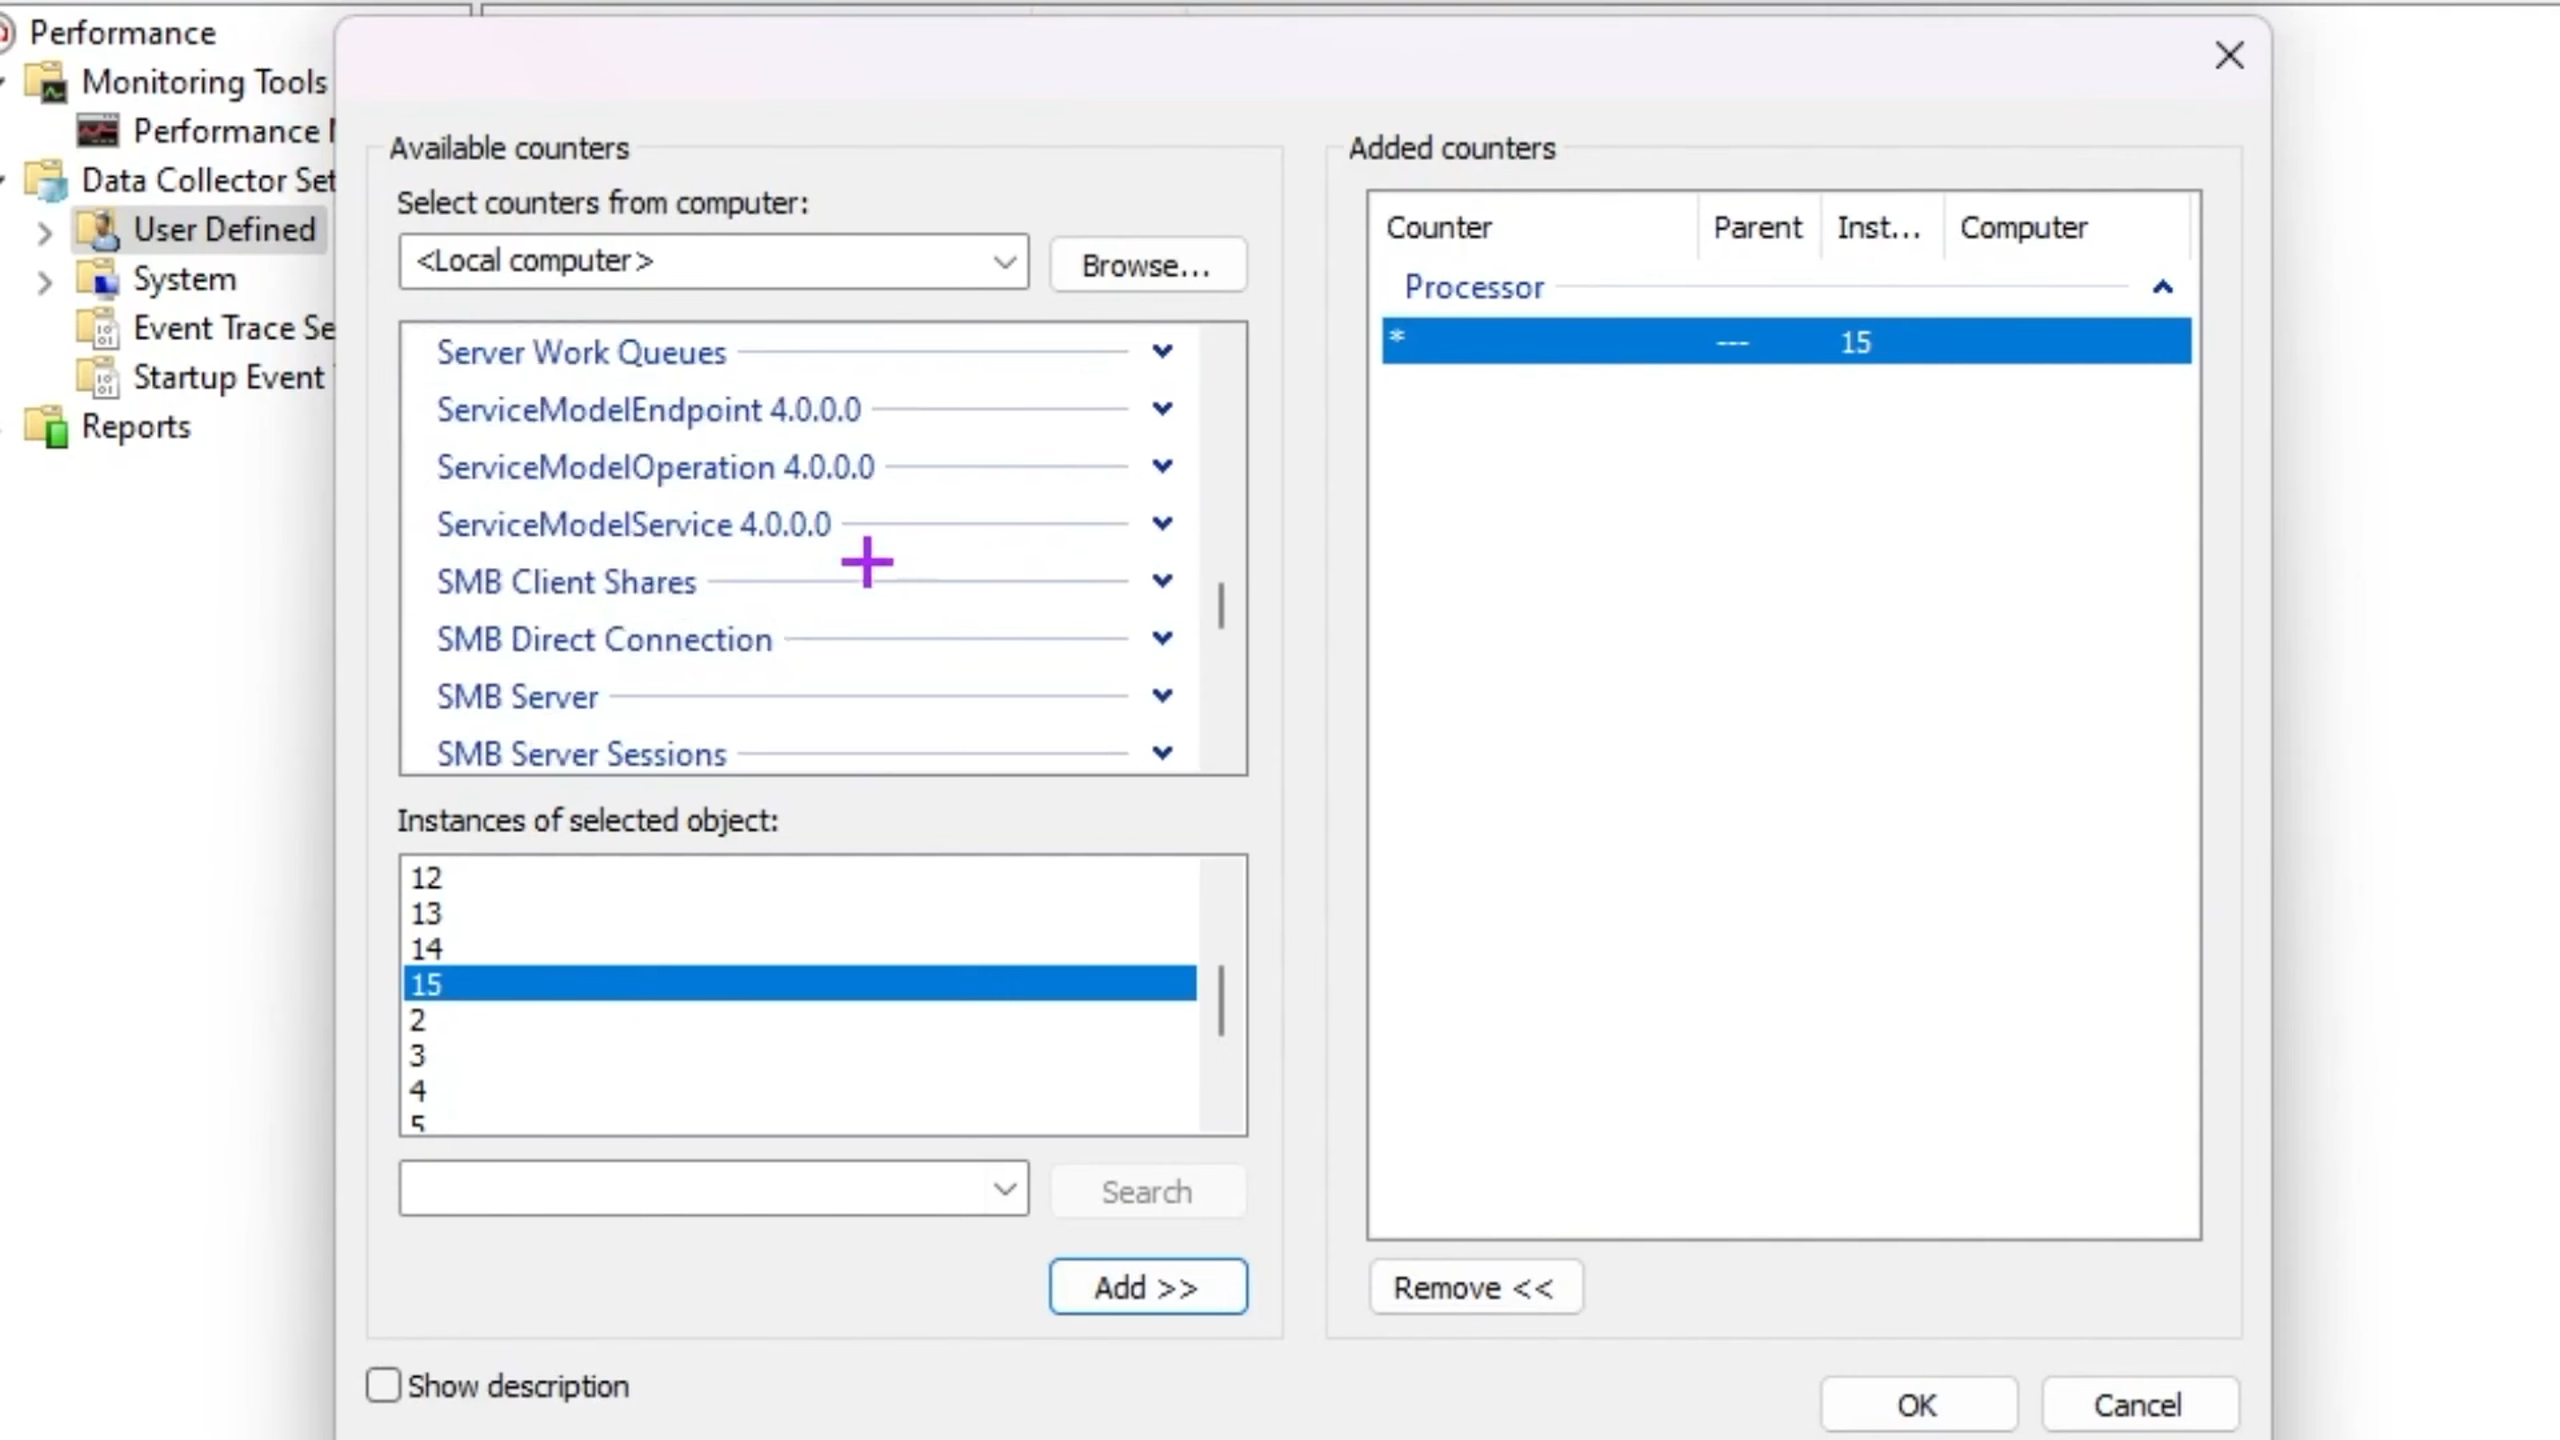 Performance
Monitoring Tools
Performance
Data Collector Set
User Defined
System
Event Trace Se
Startup Event
Reports
Available counters
Select counters from computer:
<Local computer>
Browse...
Server Work Queues
ServiceModelEndpoint 4.0.0.0
ServiceModelOperation 4.0.0.0
ServiceModelService 4.0.0.0
SMB Client Shares
SMB Direct Connection
SMB Server
SMB Server Sessions
Instances of selected object:
12
13
14
15
2
3
4
5
Search
Add >>
Show description
Added counters
Counter Parent Inst... Computer
Processor
* --- 15
Remove <<
OK
Cancel